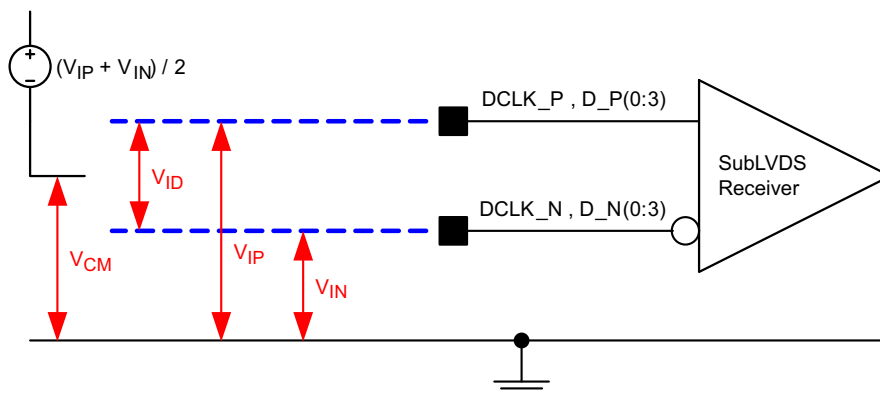 +
−
(VIP + VIN) / 2
DCLK_P , D_P(0:3)
SubLVDS
Receiver
VID
DCLK_N , D_N(0:3)
VCM
VIP
VIN